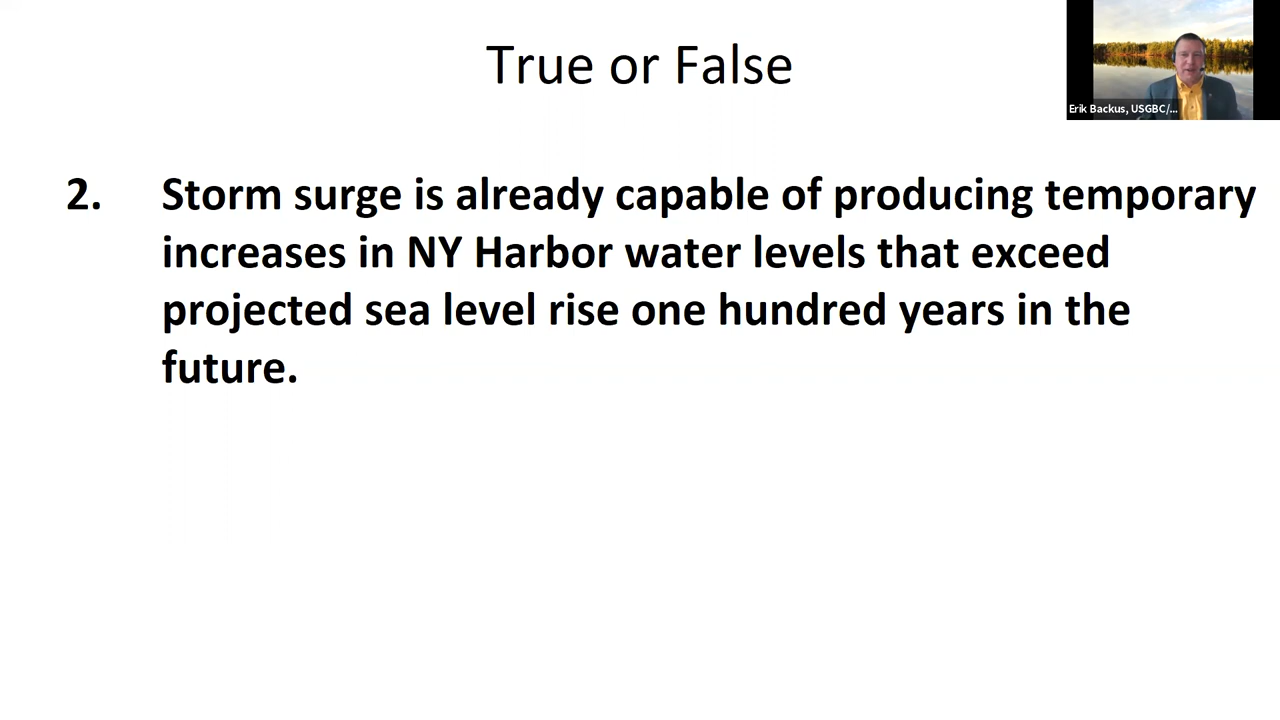 True or False
Erik Backus, USGBC/...
2. Storm surge is already capable of producing temporary
increases in NY Harbor water levels that exceed
projected sea level rise one hundred years in the
future.